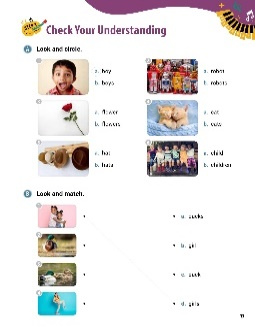 Check Your Understanding
A Look and circle.
1
a. boy
b. boys
2
a. robot
b. robots
3
a. flower
b. flowers
4
a. cat
b. cats
5
a. hat
b. hats
6
a. child
b. children
B Look and match.
1
a. ducks
2
b. girl
3
c. duck
4
d. girls